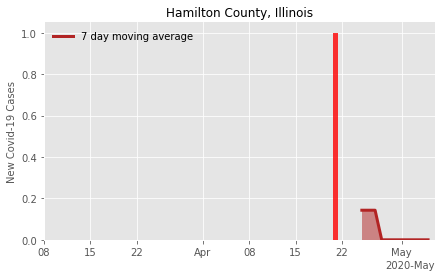 Hamilton County, Illinois
7 day moving average
New Covid-19 Cases
1.0
0.8
0.6
0.4
0.2
0.0
08 15 22 Apr 08 15 22 May
2020-May